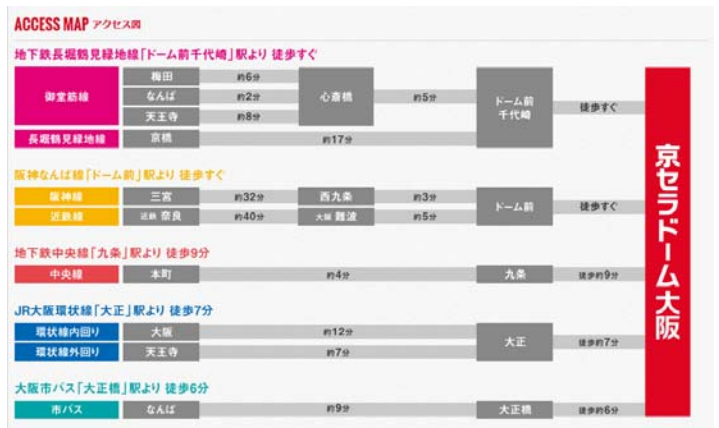 ACCESS MAP アクセス図
地下鉄長堀鶴見緑地線「ドーム前千代崎」駅より 徒歩すぐ
御堂筋線
梅田 約6分
なんば 約2分
天王寺 約8分
心斎橋 約5分
ドーム前
千代崎
徒歩すぐ
長堀鶴見緑地線 京橋 約17分
阪神なんば線「ドーム前」駅より 徒歩すぐ
阪神線 三宮 約32分 西九条 約3分
近鉄線 近鉄 奈良 約40分 大阪 難波 約5分
ドーム前 徒歩すぐ
地下鉄中央線「九条」駅より 徒歩9分
中央線 本町 約4分 九条 徒歩約9分
JR大阪環状線「大正」駅より 徒歩7分
環状線内回り 大阪 約12分
環状線外回り 天王寺 約7分
大正 徒歩約7分
大阪市バス「大正橋」駅より 徒歩6分
市バス なんば 約9分 大正橋 徒歩約6分
京セラドーム大阪